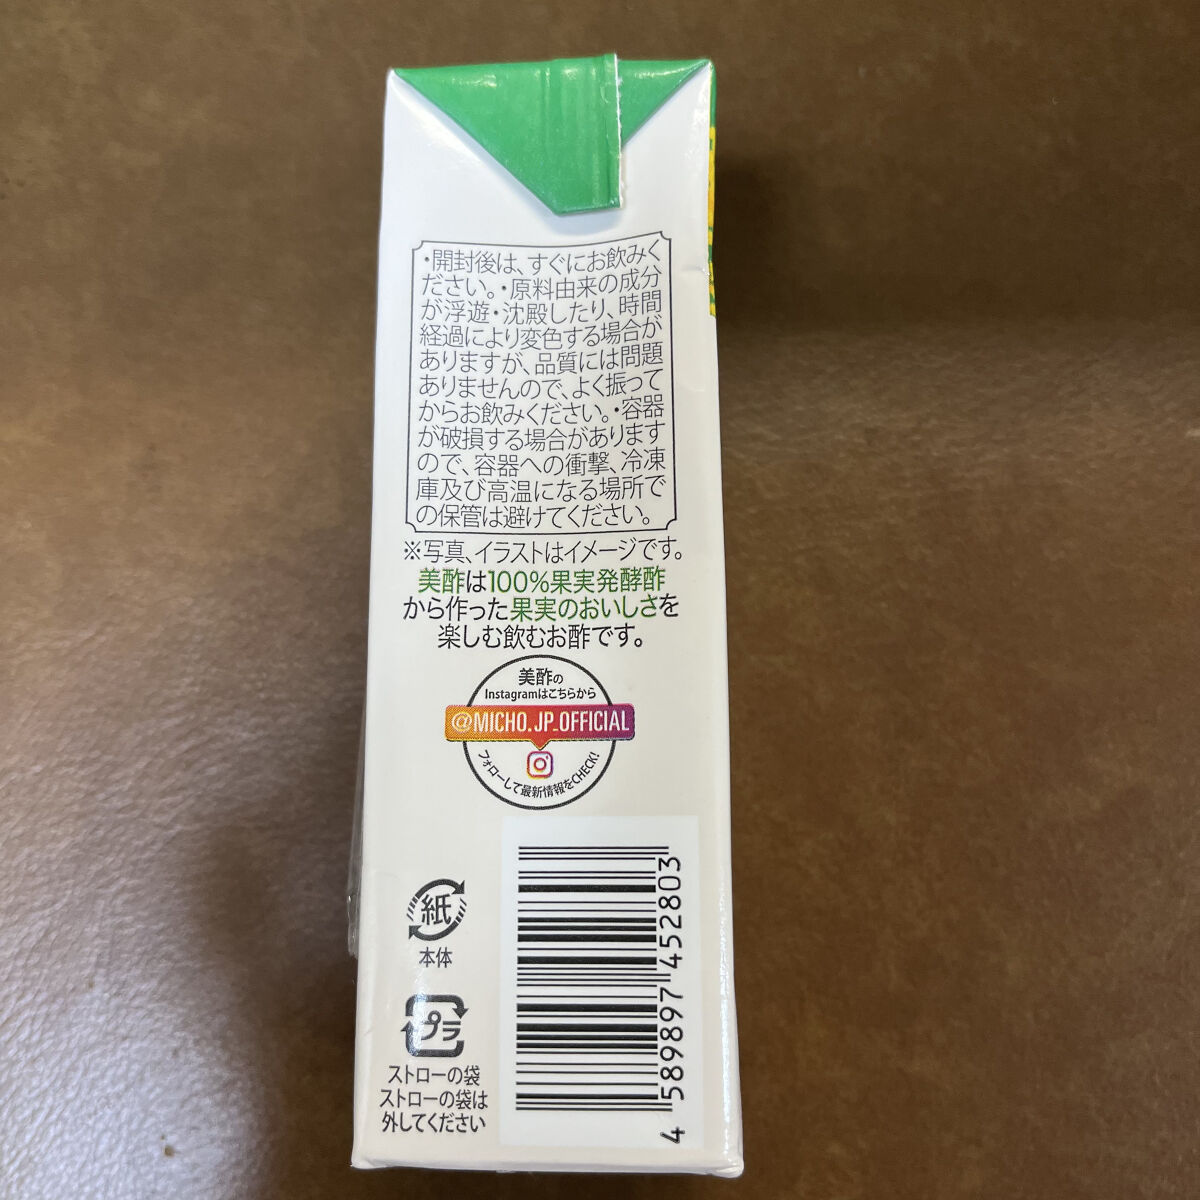 ・開封後は、すぐにお飲みく
ださい。・原料由来の成分
が浮遊・沈殿したり、時間
経過により変色する場合が
ありますが、品質には問題
ありませんので、よく振って
からお飲みください。・容器
が破損する場合があります
ので、容器への衝撃、冷凍
庫及び高温になる場所で
の保管は避けてください。
※写真、イラストはイメージです。
美酢は100%果実発酵酢
から作った果実のおいしさを
楽しむ飲むお酢です。
美酢の
Instagramはこちらから
@MICHO.JP_OFFICIAL
フォローして最新情報をCHECK!
紙
本体
プラ
ストローの袋
ストローの袋は
外してください
4 589897 452803